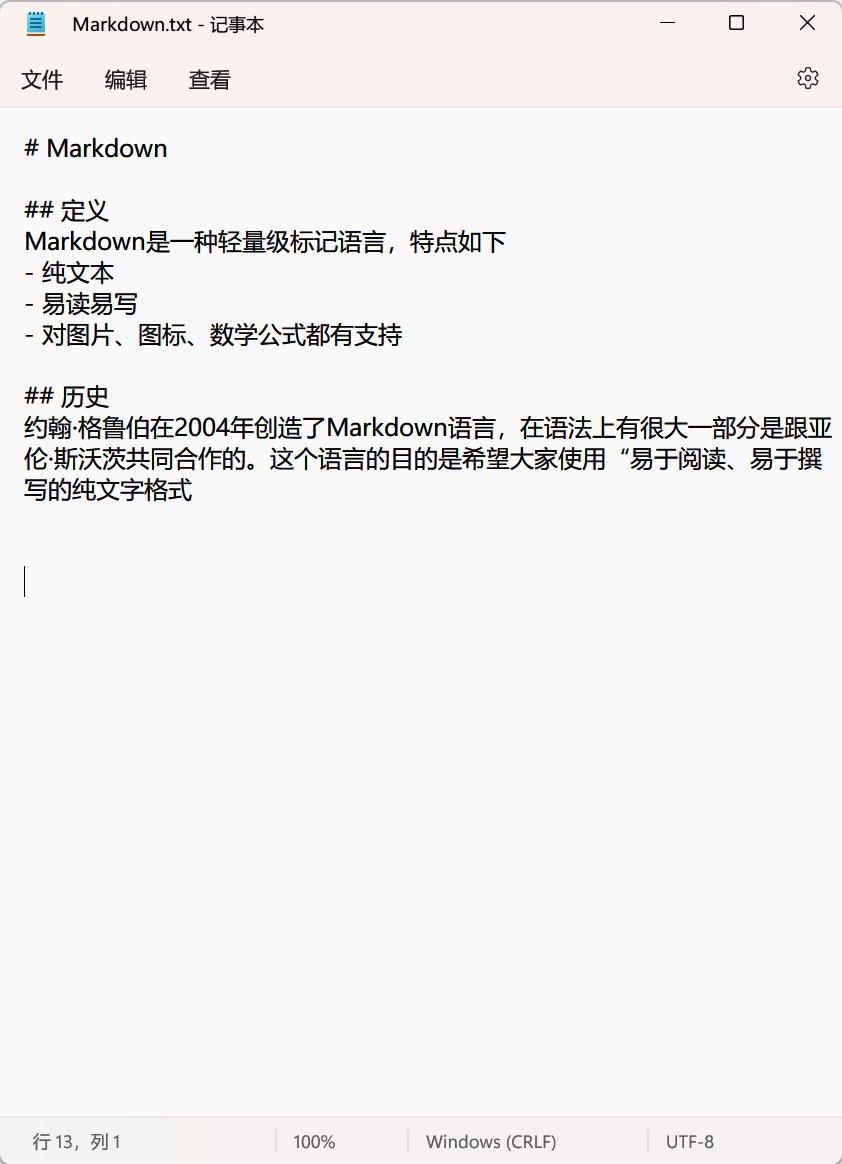 Markdown.txt - 记事本
文件 编辑 查看
# Markdown
## 定义
Markdown是一种轻量级标记语言，特点如下
- 纯文本
- 易读易写
- 对图片、图标、数学公式都有支持
## 历史
约翰·格鲁伯在2004年创造了Markdown语言，在语法上有很大一部分是跟亚
伦·斯沃茨共同合作的。这个语言的目的是希望大家使用“易于阅读、易于撰
写的纯文字格式
行 13，列 1 100% Windows (CRLF) UTF-8